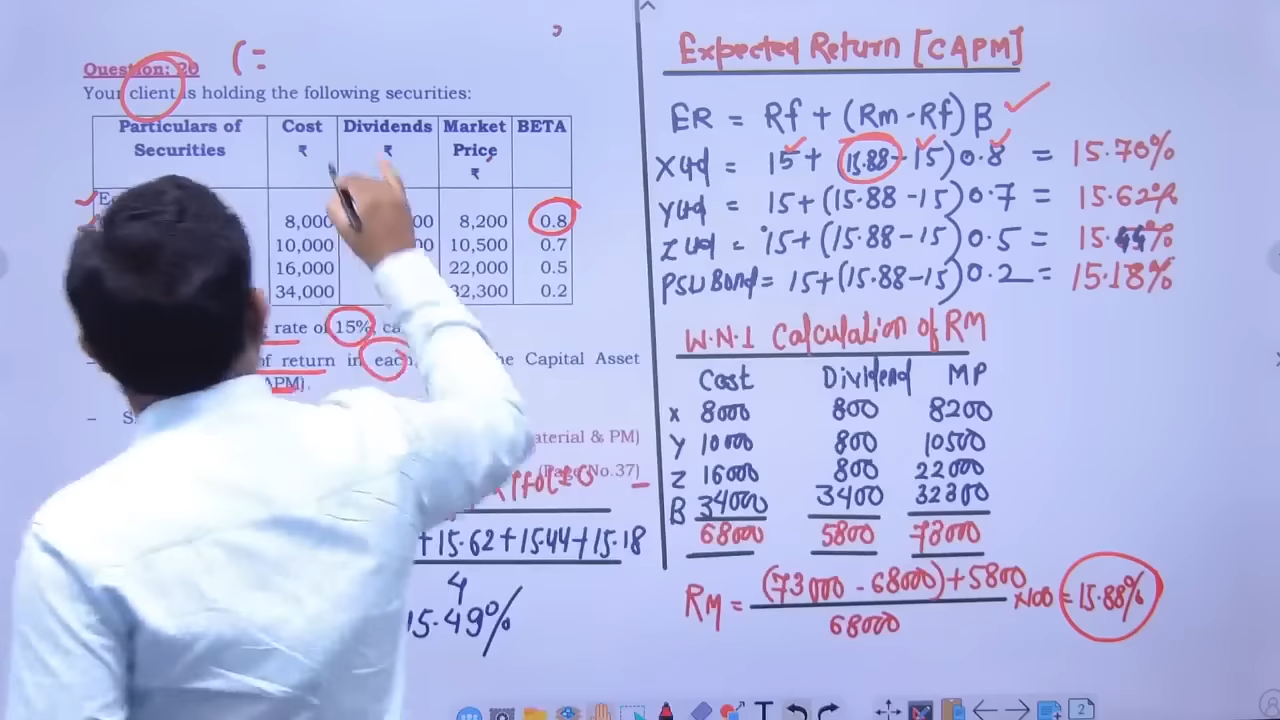 Question: 20
Your client is holding the following securities:
Particulars of Securities Cost ₹ Dividends ₹ Market Price ₹ BETA
8,000 8,200 0.8
10,000 10,500 0.7
16,000 22,000 0.5
34,000 32,300 0.2
rate of 15%,
of return in each, Capital Asset
– (Page No.37)
+15.62+15.44+15.18
4
15.49%
Expected Return [CAPM]
ER = Rf + (Rm - Rf) B
X Ltd = 15 + (15.88 - 15) 0.8 = 15.70%
Y Ltd = 15+(15.88-15)0.7 = 15.62%
Z Ltd = 15+(15.88-15)0.5 = 15.44%
PSU Bond = 15+(15.88-15)0.2 = 15.18%
W.N.1 Calculation of RM
Cost Dividend MP
X 8000 800 8200
Y 10000 800 10500
Z 16000 800 22000
B 34000 3400 32300
68000 5800 73000
RM = (73000 - 68000)+5800 ×100 = 15.88%
68000
2